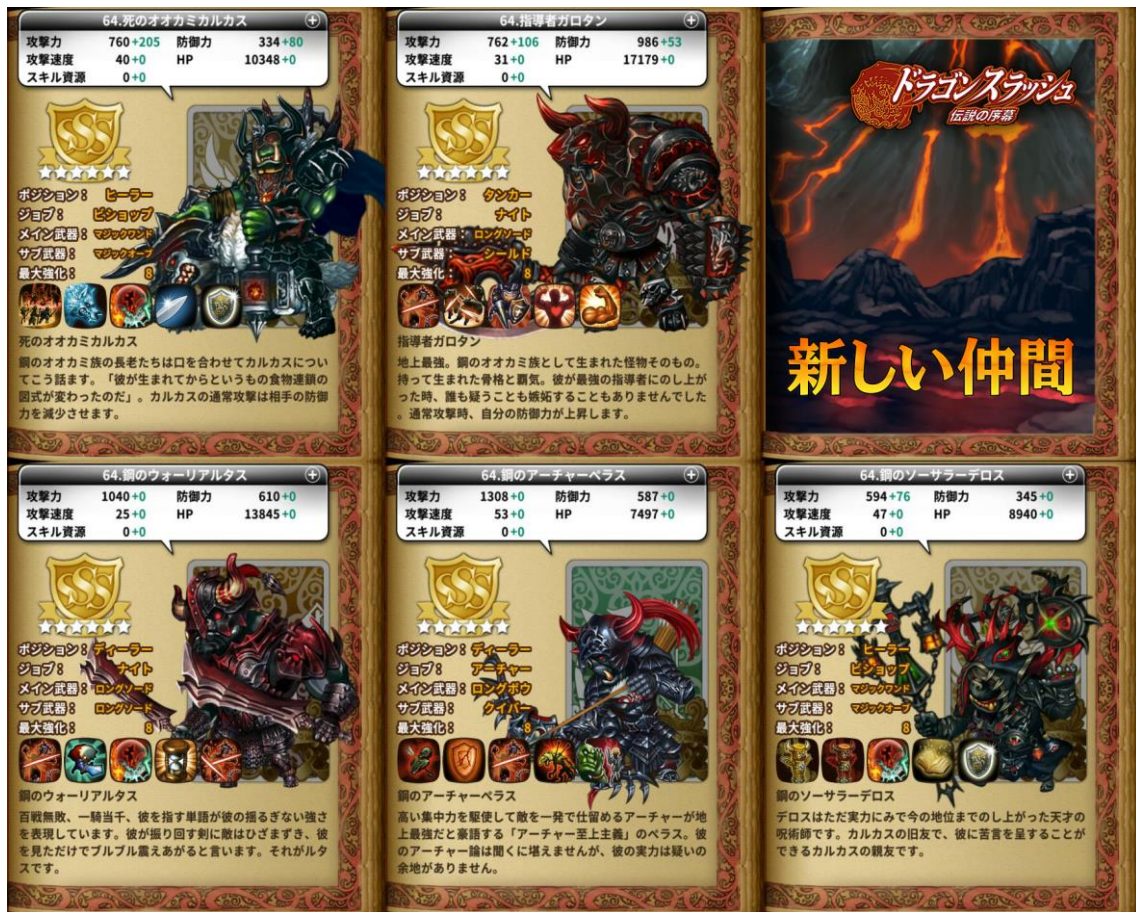 64.死のオオカミカルカス
攻撃力 760+205 防御力 334+80
攻撃速度 40+0 HP 10348+0
スキル資源 0+0
SSS
ポジション: ヒーラー
ジョブ: ビショップ
メイン武器: マジックワンド
サブ武器: マジックオーブ
最大強化: 8
死のオオカミカルカス
鋼のオオカミ族の長老たちは口を合わせてカルカスについ
てこう話ます。「彼が生まれてからというもの食物連鎖の
図式が変わったのだ」。カルカスの通常攻撃は相手の防御
力を減少させます。
64.指導者ガロタン
攻撃力 762+106 防御力 986+53
攻撃速度 31+0 HP 17179+0
スキル資源 0+0
SSS
ポジション: タンカー
ジョブ: ナイト
メイン武器: ロングソード
サブ武器: シールド
最大強化: 8
指導者ガロタン
地上最強。鋼のオオカミ族として生まれた怪物そのもの。
持って生まれた骨格と覇気。彼が最強の指導者にのし上が
った時、誰も疑うことも嫉妬することもありませんでした
。通常攻撃時、自分の防御力が上昇します。
ドラゴンスラッシュ
伝説の序幕
新しい仲間
64.鋼のウォーリアルタス
攻撃力 1040+0 防御力 610+0
攻撃速度 25+0 HP 13845+0
スキル資源 0+0
SSS
ポジション: ディーラー
ジョブ: ナイト
メイン武器: ロングソード
サブ武器: ロングソード
最大強化: 8
鋼のウォーリアルタス
百戦無敗、一騎当千、彼を指す単語が彼の揺るぎない強さ
を表現しています。彼が振り回す剣に敵はひざまずき、彼
を見ただけでブルブル震えあがると言います。それがルタ
スです。
64.鋼のアーチャーペラス
攻撃力 1308+0 防御力 587+0
攻撃速度 53+0 HP 7497+0
スキル資源 0+0
SSS
ポジション: ディーラー
ジョブ: アーチャー
メイン武器: ロングボウ
サブ武器: クイバー
最大強化: 8
鋼のアーチャーペラス
高い集中力を駆使して敵を一発で仕留めるアーチャーが地
上最強だと豪語する「アーチャー至上主義」のペラス。彼
のアーチャー論は聞くに堪えませんが、彼の実力は疑いの
余地がありません。
64.鋼のソーサラーデロス
攻撃力 594+76 防御力 345+0
攻撃速度 47+0 HP 8940+0
スキル資源 0+0
SSS
ポジション: ヒーラー
ジョブ: ビショップ
メイン武器: マジックワンド
サブ武器: マジックオーブ
最大強化: 8
鋼のソーサラーデロス
デロスはただ実力にみで今の地位までのし上がった天才の
呪術師です。カルカスの旧友で、彼に苦言を呈することが
できるカルカスの親友です。